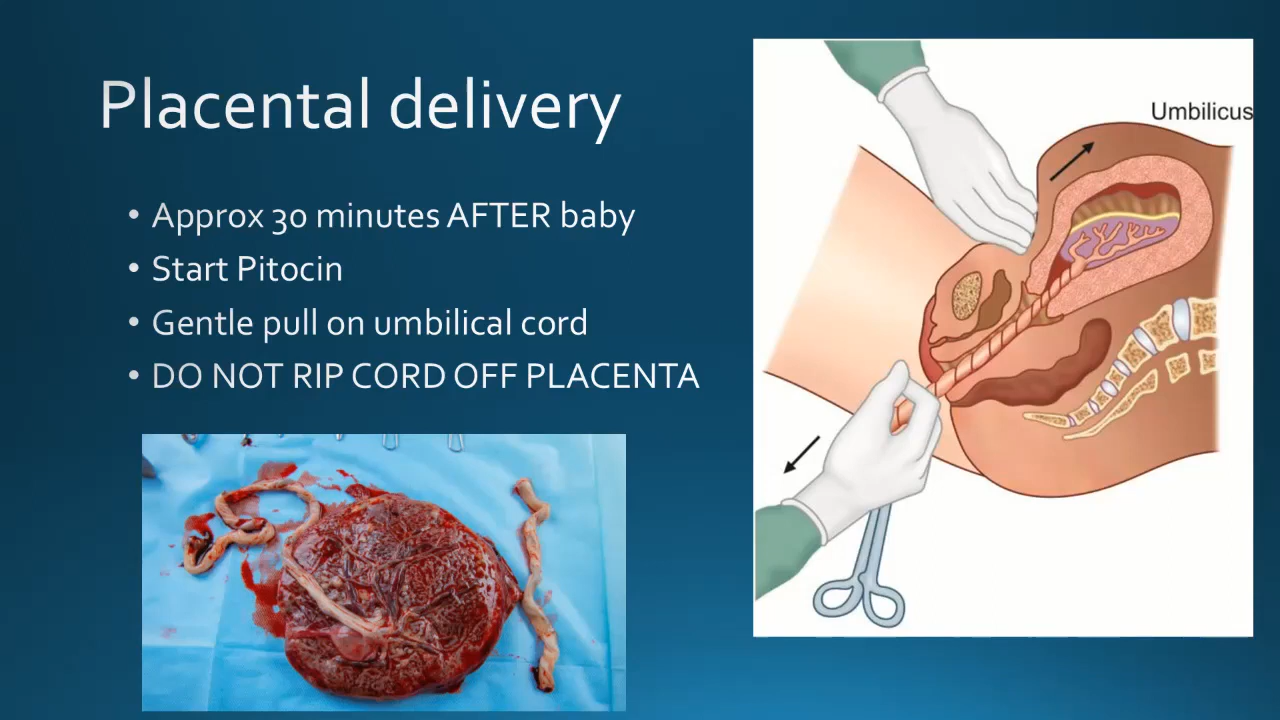 Placental delivery
• Approx 30 minutes AFTER baby
• Start Pitocin
• Gentle pull on umbilical cord
• DO NOT RIP CORD OFF PLACENTA
Umbilicus